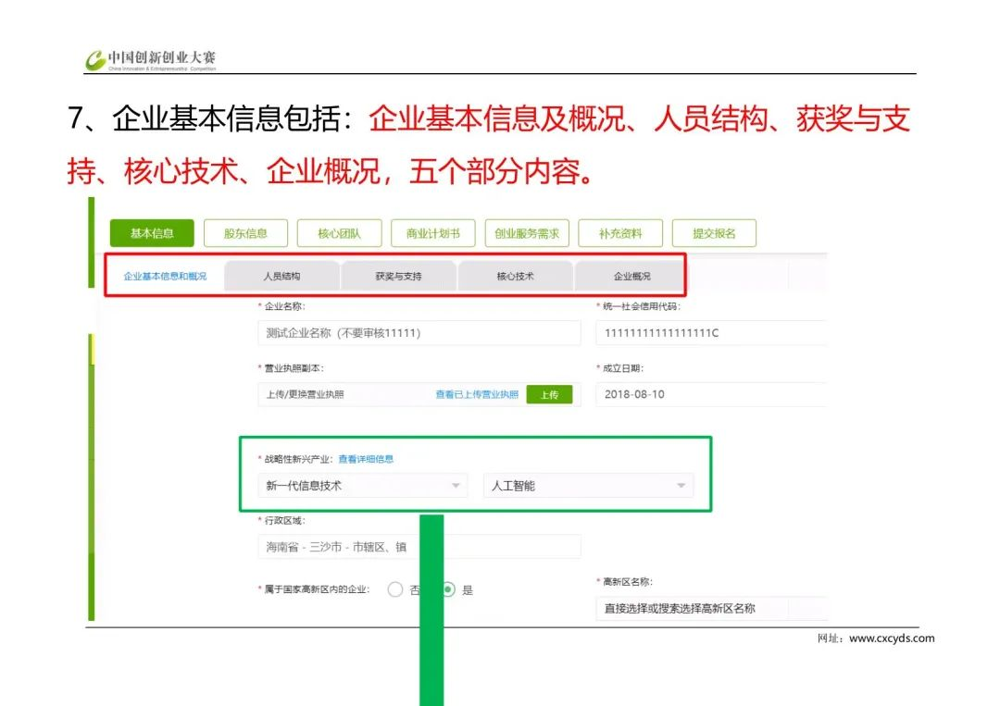 中国创新创业大赛
China Innovation & Entrepreneurship Competition
7、企业基本信息包括：企业基本信息及概况、人员结构、获奖与支
持、核心技术、企业概况，五个部分内容。
基本信息 股东信息 核心团队 商业计划书 创业服务需求 补充资料 提交报名
企业基本信息和概况 人员结构 获奖与支持 核心技术 企业概况
* 企业名称： * 统一社会信用代码：
测试企业名称（不要审核11111） 11111111111111111C
* 营业执照副本： * 成立日期：
上传/更换营业执照 查看已上传营业执照 上传 2018-08-10
* 战略性新兴产业：查看详细信息
新一代信息技术 人工智能
* 行政区域：
海南省 - 三沙市 - 市辖区、镇
* 属于国家高新区内的企业： 否 是 * 高新区名称：
直接选择或搜索选择高新区名称
网址：www.cxcyds.com